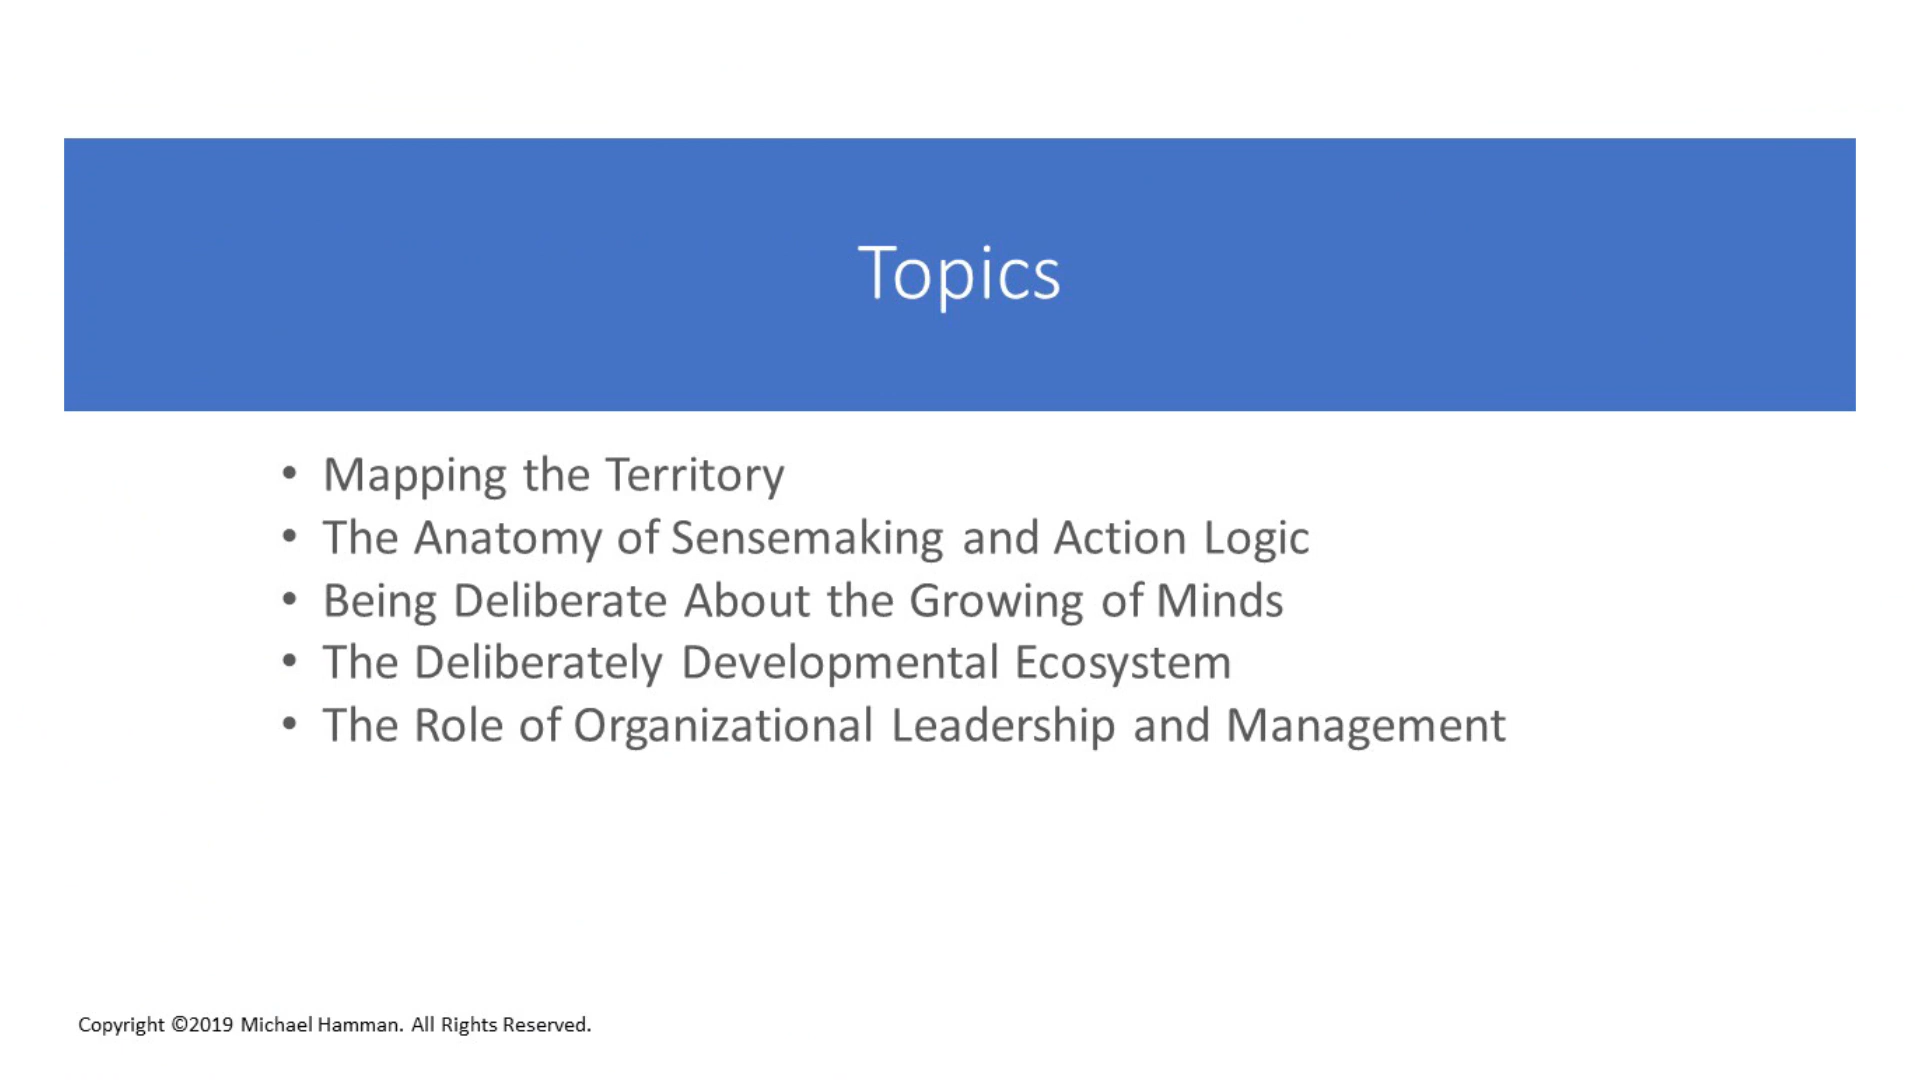 Topics
• Mapping the Territory
• The Anatomy of Sensemaking and Action Logic
• Being Deliberate About the Growing of Minds
• The Deliberately Developmental Ecosystem
• The Role of Organizational Leadership and Management
Copyright ©2019 Michael Hamman. All Rights Reserved.